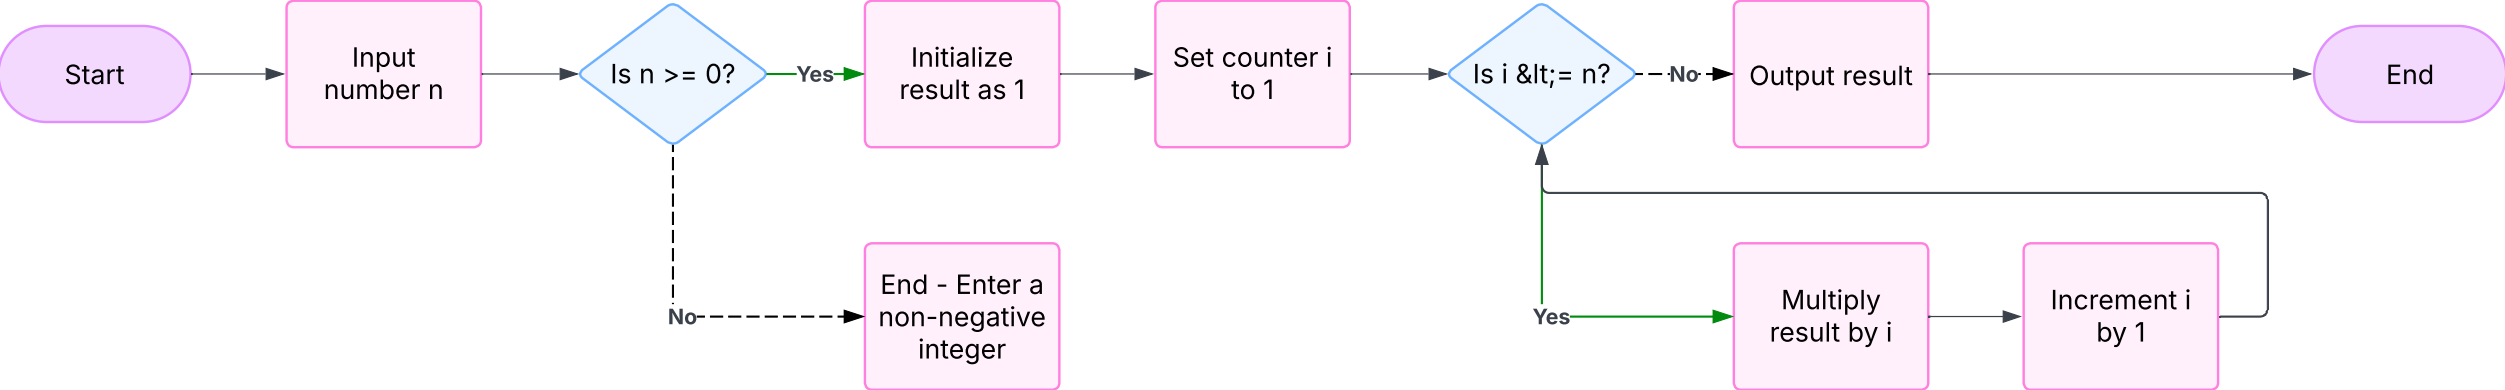 Start
Input
number n
Is n >= 0?
Yes
Initialize
result as 1
Set counter i
to 1
Is i &lt;= n?
No
Output result
End
No
End - Enter a
non-negative
integer
Yes
Multiply
result by i
Increment i
by 1